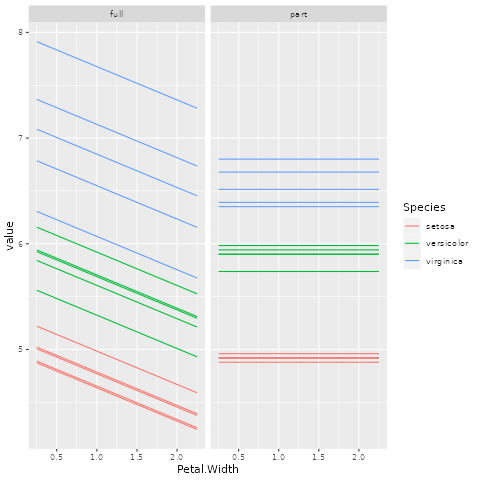 full part
8
7
6
5
value
0.5 1.0 1.5 2.0 0.5 1.0 1.5 2.0
Petal.Width
Species
setosa
versicolor
virginica